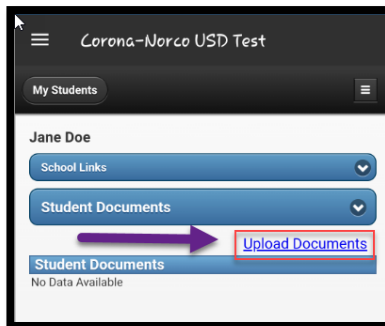 Corona-Norco USD Test
My Students
Jane Doe
School Links
Student Documents
Upload Documents
Student Documents
No Data Available